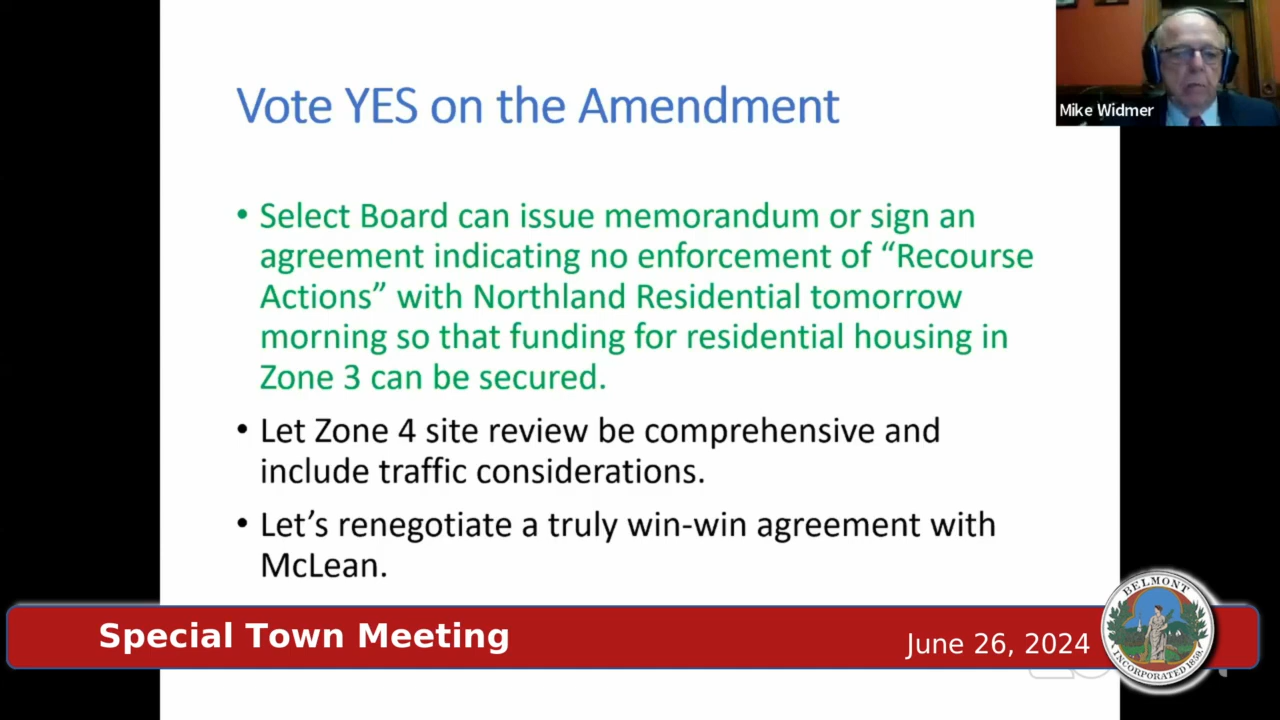 Vote YES on the Amendment
Mike Widmer
• Select Board can issue memorandum or sign an
agreement indicating no enforcement of “Recourse
Actions” with Northland Residential tomorrow
morning so that funding for residential housing in
Zone 3 can be secured.
• Let Zone 4 site review be comprehensive and
include traffic considerations.
• Let’s renegotiate a truly win-win agreement with
McLean.
Special Town Meeting
June 26, 2024
BELMONT
INCORPORATED 1859